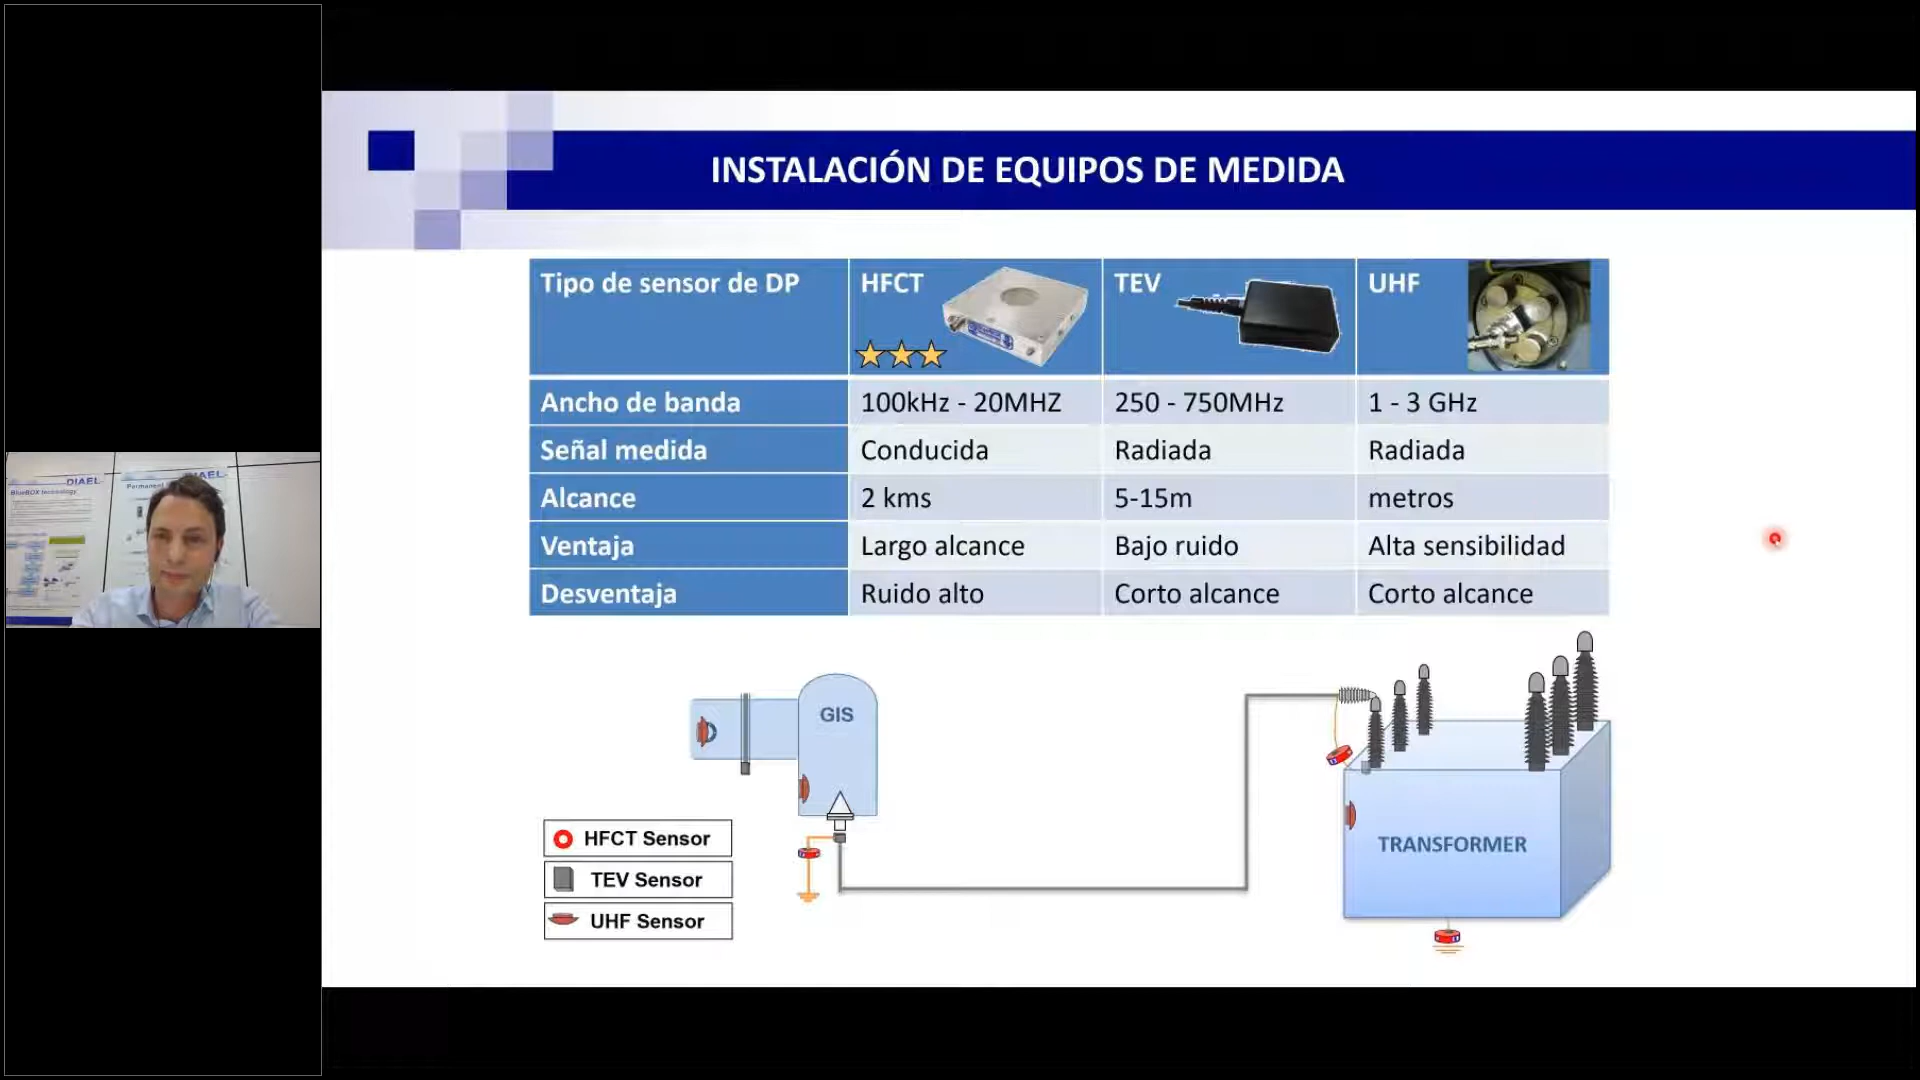 INSTALACIÓN DE EQUIPOS DE MEDIDA
Tipo de sensor de DP HFCT TEV UHF
Ancho de banda 100kHz - 20MHZ 250 - 750MHz 1 - 3 GHz
Señal medida Conducida Radiada Radiada
Alcance 2 kms 5-15m metros
Ventaja Largo alcance Bajo ruido Alta sensibilidad
Desventaja Ruido alto Corto alcance Corto alcance
DIAEL
BlueBOX technology
Permanent
GIS
HFCT Sensor
TEV Sensor
UHF Sensor
TRANSFORMER